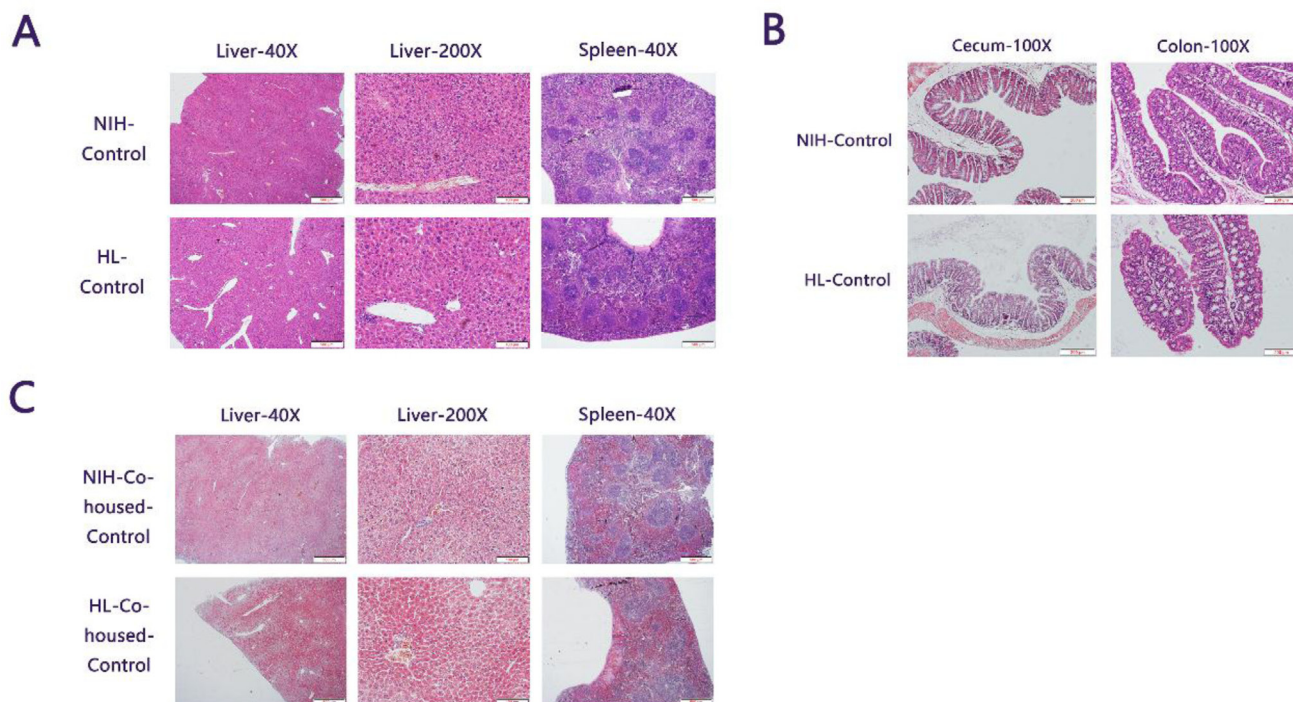 A
Liver-40X Liver-200X Spleen-40X
NIH-
Control
HL-
Control
B
Cecum-100X Colon-100X
NIH-Control
HL-Control
C
Liver-40X Liver-200X Spleen-40X
NIH-Co-
housed-
Control
HL-Co-
housed-
Control